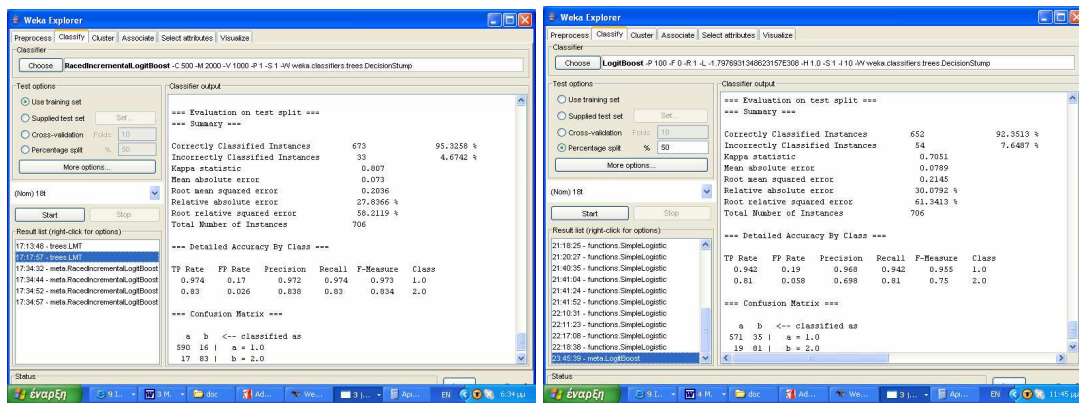 Weka Explorer
Preprocess Classify Cluster Associate Select attributes Visualize
Classifier
Choose RacedIncrementalLogitBoost -C 500 -M 2000 -V 1000 -P 1 -S 1 -W weka.classifiers.trees.DecisionStump
Test options
Use training set
Supplied test set Set...
Cross-validation Folds 10
Percentage split %
More options...
(Nom) 18t
Start Stop
Result list (right-click for options)
17:13:48 - trees.LMT
17:17:57 - trees.LMT
17:34:32 - meta.RacedIncrementalLogitBoost
17:34:44 - meta.RacedIncrementalLogitBoost
17:34:52 - meta.RacedIncrementalLogitBoost
17:34:57 - meta.RacedIncrementalLogitBoost
Classifier output
=== Evaluation on test split ===
=== Summary ===
Correctly Classified Instances 673 95.3258 %
Incorrectly Classified Instances 33 4.6742 %
Kappa statistic 0.807
Mean absolute error 0.073
Root mean squared error 0.2036
Relative absolute error 27.8366 %
Root relative squared error 58.2119 %
Total Number of Instances 706
=== Detailed Accuracy By Class ===
TP Rate FP Rate Precision Recall F-Measure Class
0.974 0.17 0.972 0.974 0.973 1.0
0.83 0.026 0.838 0.83 0.834 2.0
=== Confusion Matrix ===
a b <-- classified as
590 16 | a = 1.0
17 83 | b = 2.0
Status
έναρξη 9 I... 3 M... doc Ad... We... 3 j... Api... EN 6:34 μμ
Weka Explorer
Preprocess Classify Cluster Associate Select attributes Visualize
Classifier
Choose LogitBoost -P 100 -F 0 -R 1 -L -1.7976931348623157E308 -H 1.0 -S 1 -I 10 -W weka.classifiers.trees.DecisionStump
Test options
Use training set
Supplied test set Set...
Cross-validation Folds 10
Percentage split % 50
More options...
(Nom) 18t
Start Stop
Result list (right-click for options)
21:18:25 - functions.SimpleLogistic
21:20:27 - functions.SimpleLogistic
21:40:35 - functions.SimpleLogistic
21:41:04 - functions.SimpleLogistic
21:41:24 - functions.SimpleLogistic
21:41:52 - functions.SimpleLogistic
22:10:31 - functions.SimpleLogistic
22:11:23 - functions.SimpleLogistic
22:17:08 - functions.SimpleLogistic
22:18:38 - functions.SimpleLogistic
23:45:39 - meta.LogitBoost
Classifier output
=== Evaluation on test split ===
=== Summary ===
Correctly Classified Instances 652 92.3513 %
Incorrectly Classified Instances 54 7.6487 %
Kappa statistic 0.7051
Mean absolute error 0.0789
Root mean squared error 0.2145
Relative absolute error 30.0792 %
Root relative squared error 61.3413 %
Total Number of Instances 706
=== Detailed Accuracy By Class ===
TP Rate FP Rate Precision Recall F-Measure Class
0.942 0.19 0.968 0.942 0.955 1.0
0.81 0.058 0.698 0.81 0.75 2.0
=== Confusion Matrix ===
a b <-- classified as
571 35 | a = 1.0
19 81 | b = 2.0
Status
έναρξη 9 I... 4 M... doc Ad... We... 3 j... Api... EN 11:45 μμ